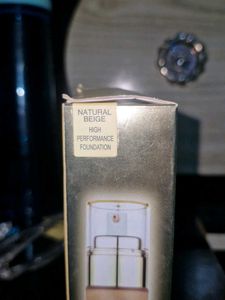 NATURAL
BEIGE
HIGH
PERFORMANCE
FOUNDATION